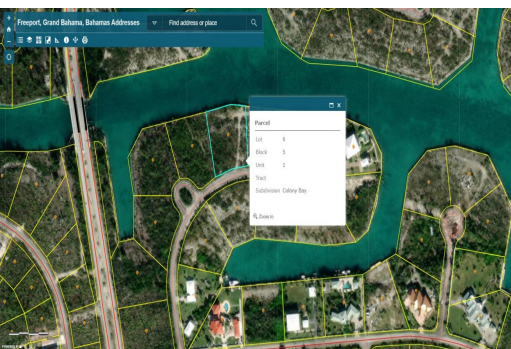 Freeport, Grand Bahama, Bahamas Addresses
Find address or place
Parcel
Lot 6
Block 5
Unit 1
Tract
Subdivision Colony Bay
Zoom to